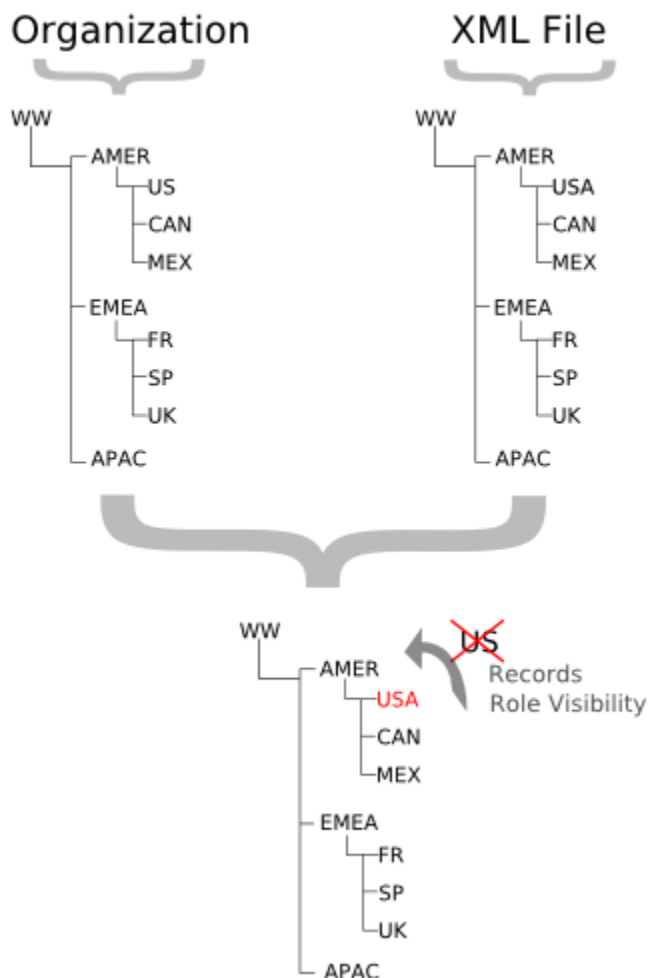 Organization
XML File
WW
AMER
US
CAN
MEX
EMEA
FR
SP
UK
APAC
WW
AMER
USA
CAN
MEX
EMEA
FR
SP
UK
APAC
WW
AMER
USA
CAN
MEX
EMEA
FR
SP
UK
APAC
US
Records
Role Visibility